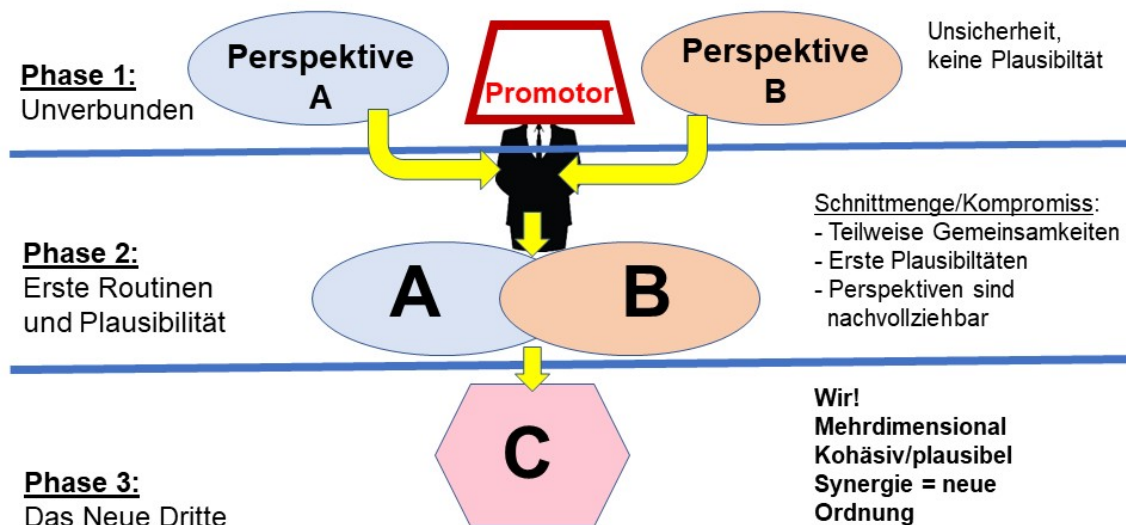 Phase 1:
Unverbunden
Perspektive
A
Promotor
Perspektive
B
Unsicherheit,
keine Plausibiltät
Phase 2:
Erste Routinen
und Plausibilität
A
B
Schnittmenge/Kompromiss:
- Teilweise Gemeinsamkeiten
- Erste Plausibiltäten
- Perspektiven sind
nachvollziehbar
Phase 3:
Das Neue Dritte
C
Wir!
Mehrdimensional
Kohäsiv/plausibel
Synergie = neue
Ordnung